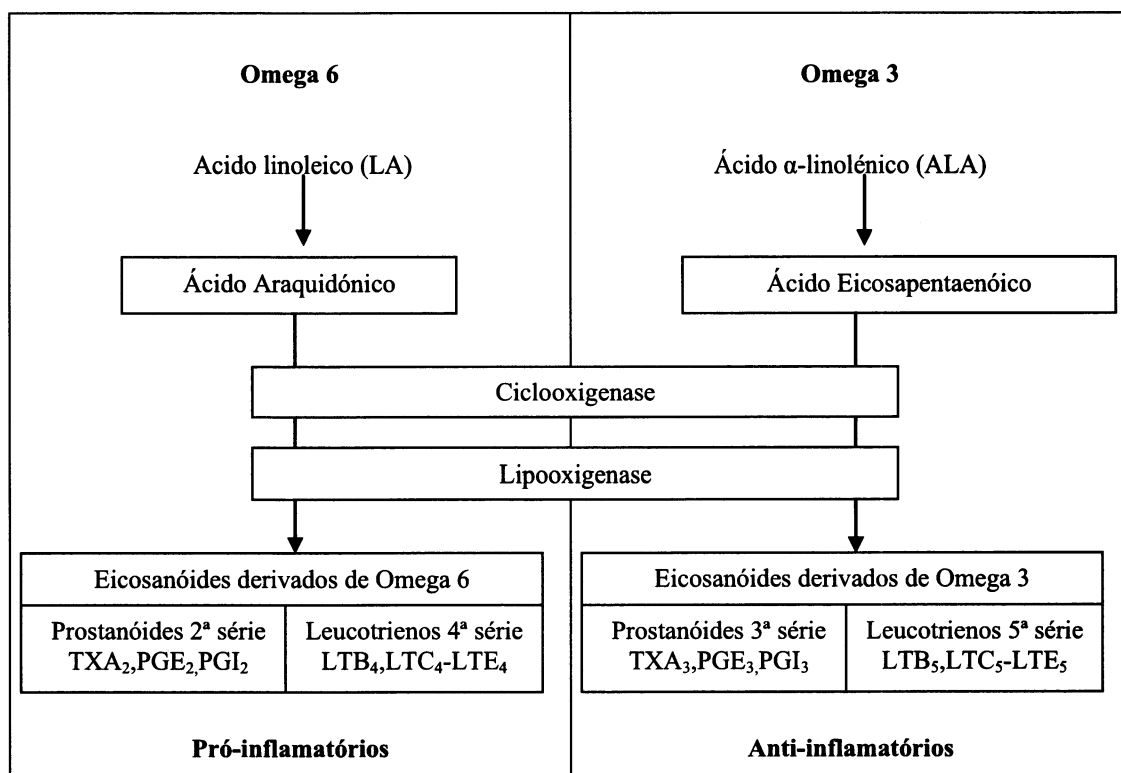 Omega 6
Omega 3
Acido linoleico (LA)
Ácido α-linolénico (ALA)
Ácido Araquidónico
Ácido Eicosapentaenóico
Ciclooxigenase
Lipooxigenase
Eicosanóides derivados de Omega 6
Prostanóides 2ª série
TXA₂,PGE₂,PGI₂
Leucotrienos 4ª série
LTB₄,LTC₄-LTE₄
Eicosanóides derivados de Omega 3
Prostanóides 3ª série
TXA₃,PGE₃,PGI₃
Leucotrienos 5ª série
LTB₅,LTC₅-LTE₅
Pró-inflamatórios
Anti-inflamatórios